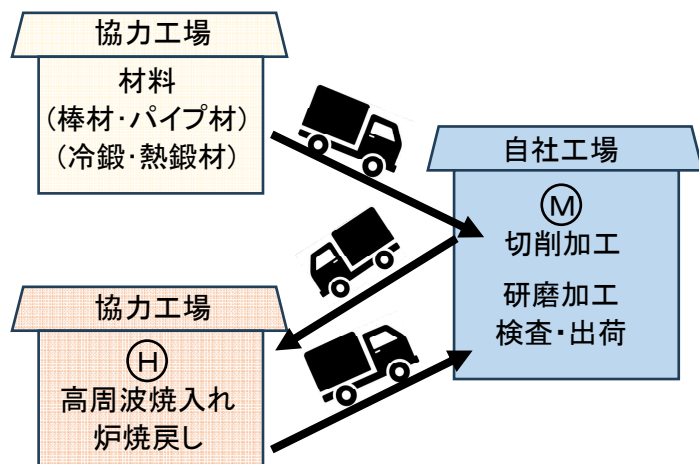 協力工場
材料
(棒材･パイプ材)
(冷鍛･熱鍛材)
自社工場
Ⓜ
切削加工
研磨加工
検査・出荷
協力工場
Ⓗ
高周波焼入れ
炉焼戻し